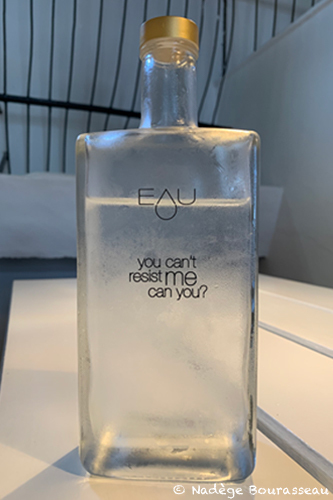 EAU
you can't
resist me
can you?
© Nadège Bourasseau